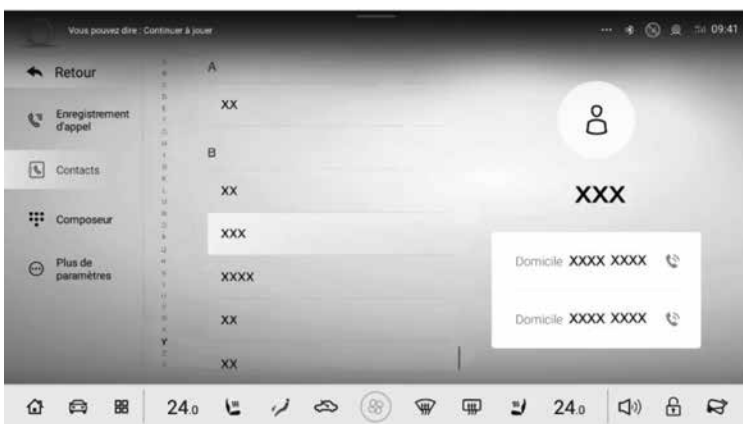 Vous pouvez dire : Continuer à jouer
09:41
Retour
Enregistrement
d'appel
Contacts
Composeur
Plus de
paramètres
A
XX
B
XX
XXX
XXXX
XX
XX
Y
XXX
Domicile XXXX XXXX
Domicile XXXX XXXX
24.0
24.0